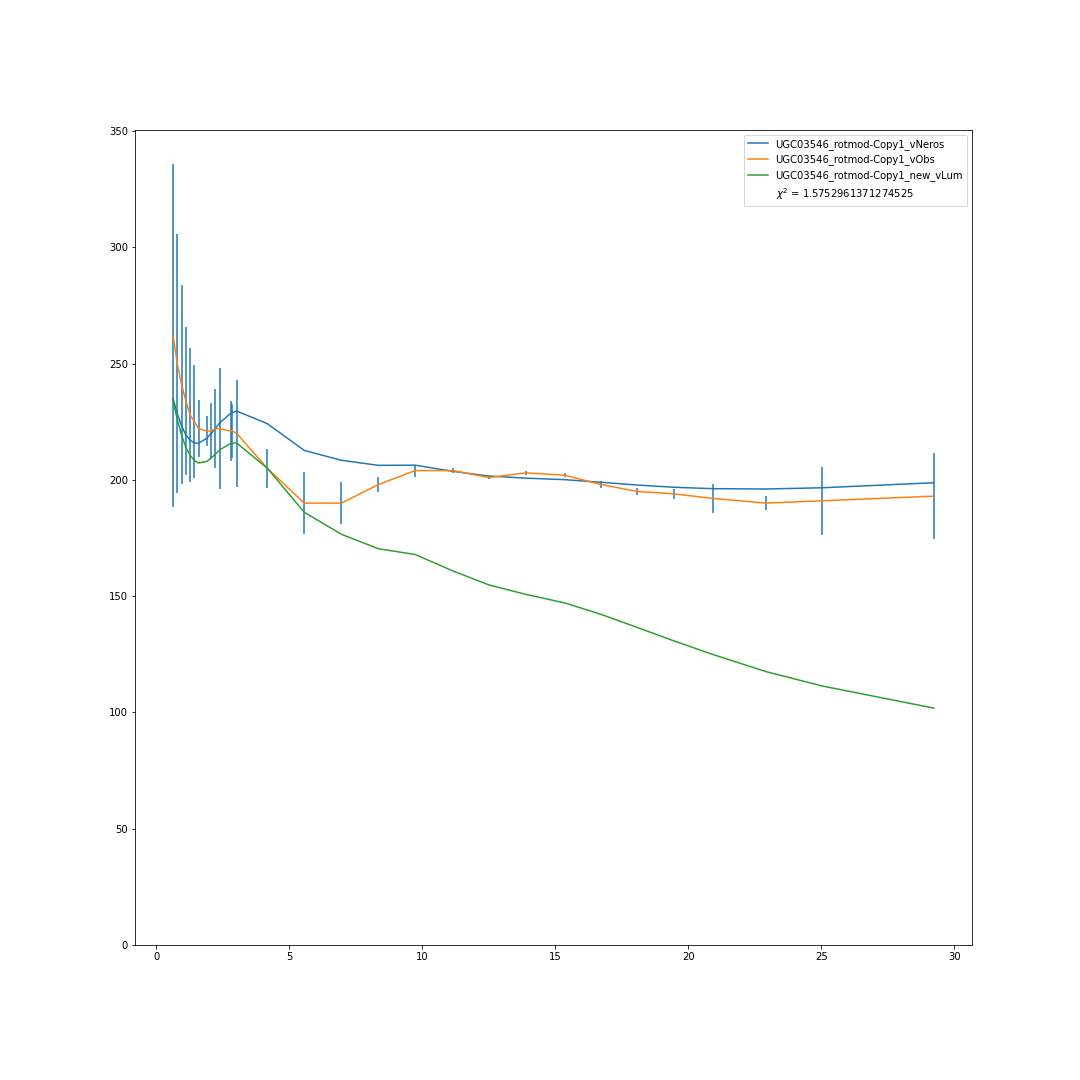 350
300
250
200
150
100
50
0
0 5 10 15 20 25 30
UGC03546_rotmod-Copy1_vNeros
UGC03546_rotmod-Copy1_vObs
UGC03546_rotmod-Copy1_new_vLum
χ² = 1.5752961371274525